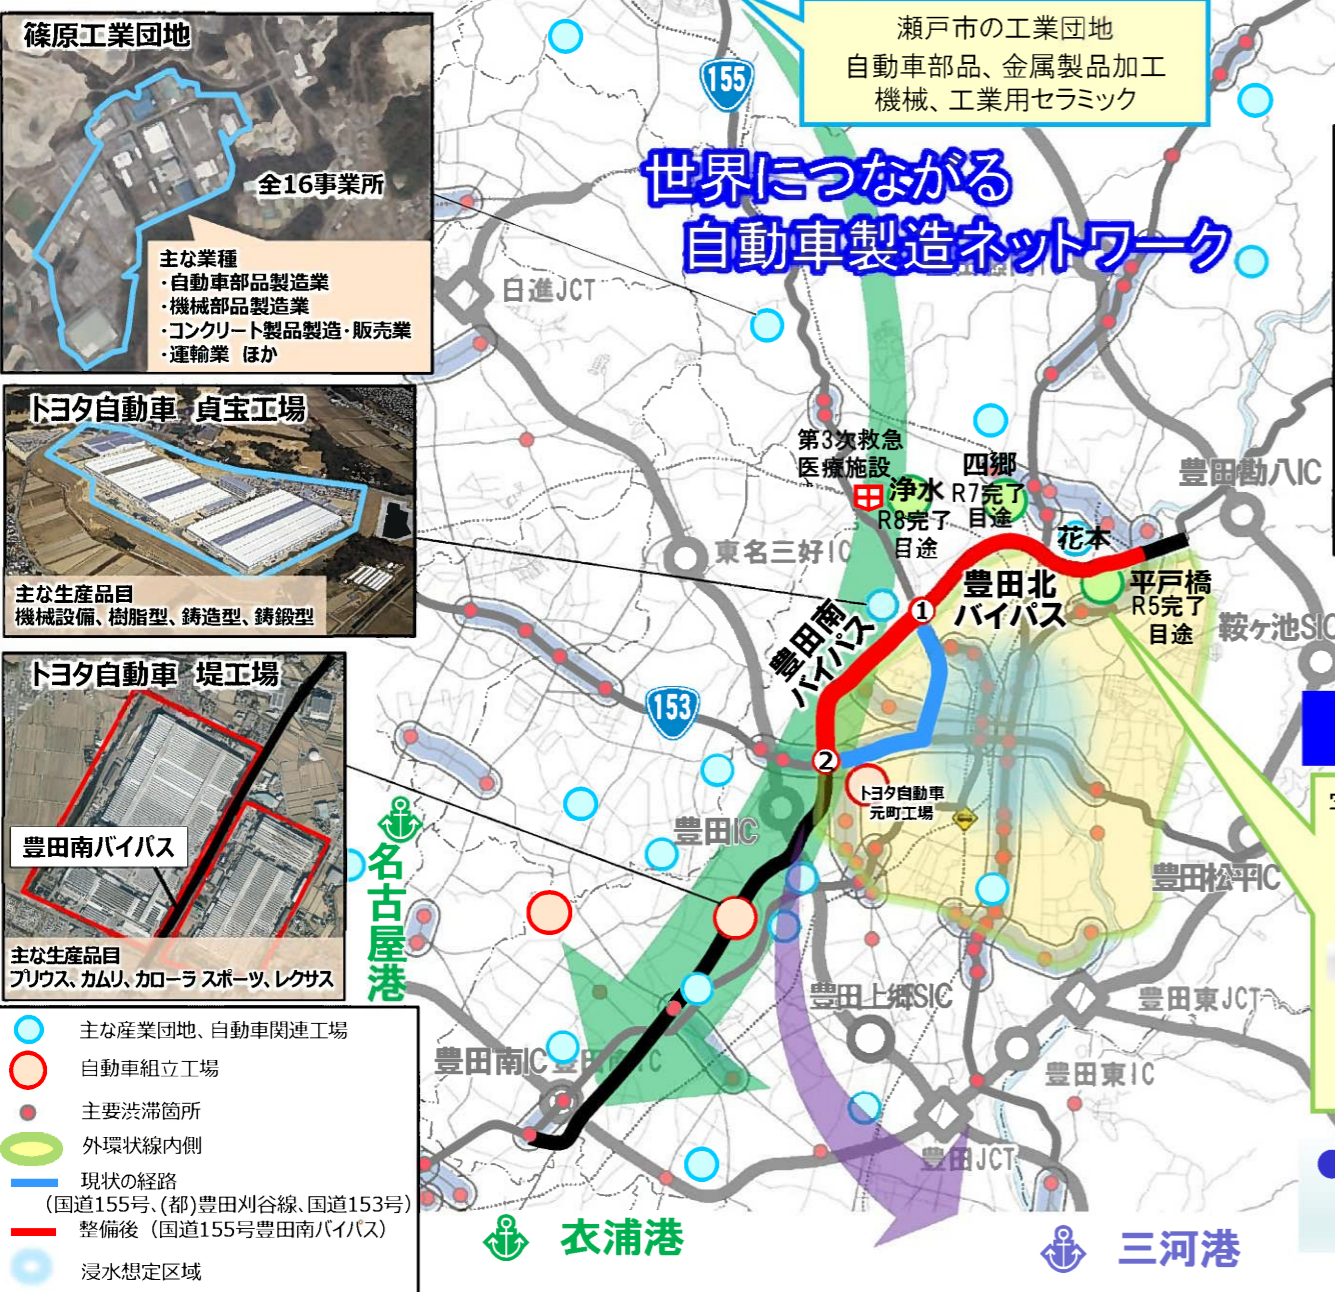 篠原工業団地
全16事業所
主な業種
・自動車部品製造業
・機械部品製造業
・コンクリート製品製造・販売業
・運輸業 ほか
トヨタ自動車 貞宝工場
主な生産品目
機械設備、樹脂型、鋳造型、鋳鍛型
トヨタ自動車 堤工場
豊田南バイパス
主な生産品目
プリウス、カムリ、カローラ スポーツ、レクサス
主な産業団地、自動車関連工場
自動車組立工場
主要渋滞箇所
外環状線内側
現状の経路
(国道155号、(都)豊田刈谷線、国道153号)
整備後（国道155号豊田南バイパス）
浸水想定区域
瀬戸市の工業団地
自動車部品、金属製品加工
機械、工業用セラミック
155
世界につながる
自動車製造ネットワーク
日進JCT
第3次救急
医療施設
浄水
R8完了
目途
四郷
R7完了
目途
花本
豊田勘八IC
東名三好IC
①
豊田北
バイパス
平戸橋
R5完了
目途
鞍ヶ池SIC
豊田南
バイパス
153
②
トヨタ自動車
元町工場
豊田IC
豊田松平IC
名古屋港
豊田上郷SIC
豊田東JCT
豊田南IC
豊田東IC
豊田JCT
衣浦港
三河港